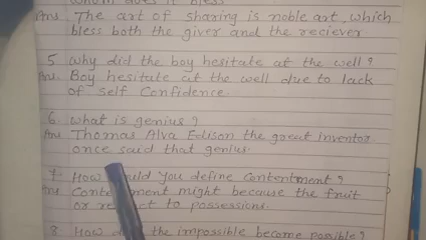 whom does it bless
Ans The art of sharing is noble art, which
bless both the giver and the reciever
5 Why did the boy hesitate at the well?
Ans. Boy hesitate at the well due to lack
of self Confidence.
6. What is genius?
Ans Thomas Alva Edison the great inventor
once said that genius
7 How you define Contentment?
Ans might because the fruit
or to possessions.
8 How the impossible become possible?